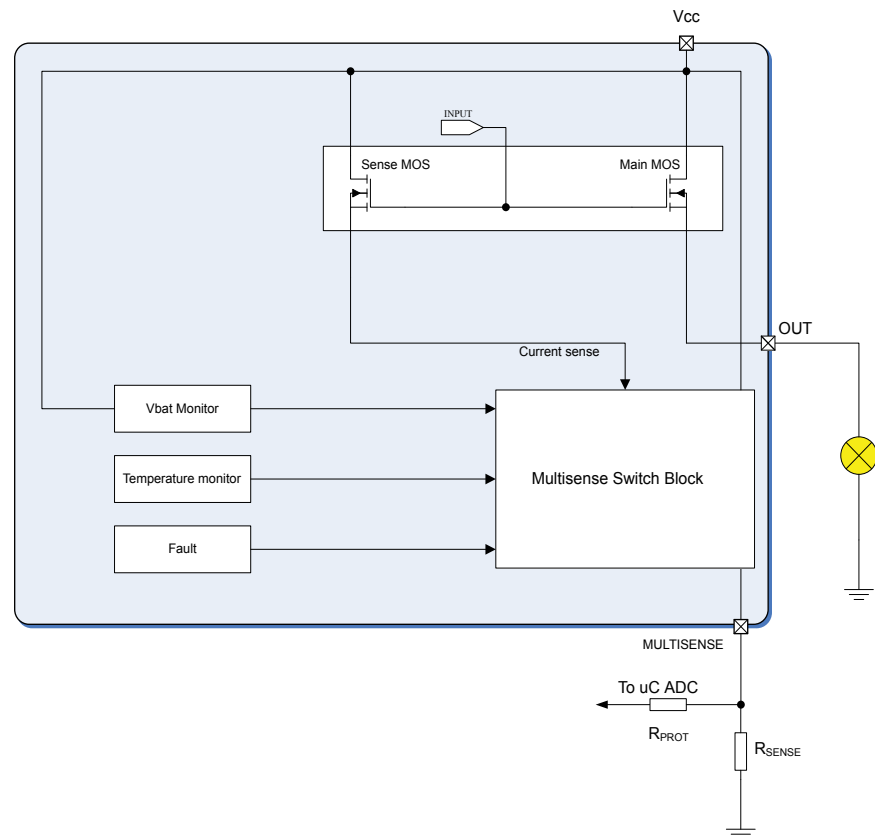 Vcc
INPUT
Sense MOS
Main MOS
OUT
Current sense
Vbat Monitor
Temperature monitor
Multisense Switch Block
Fault
MULTISENSE
To uC ADC
RPROT
RSENSE